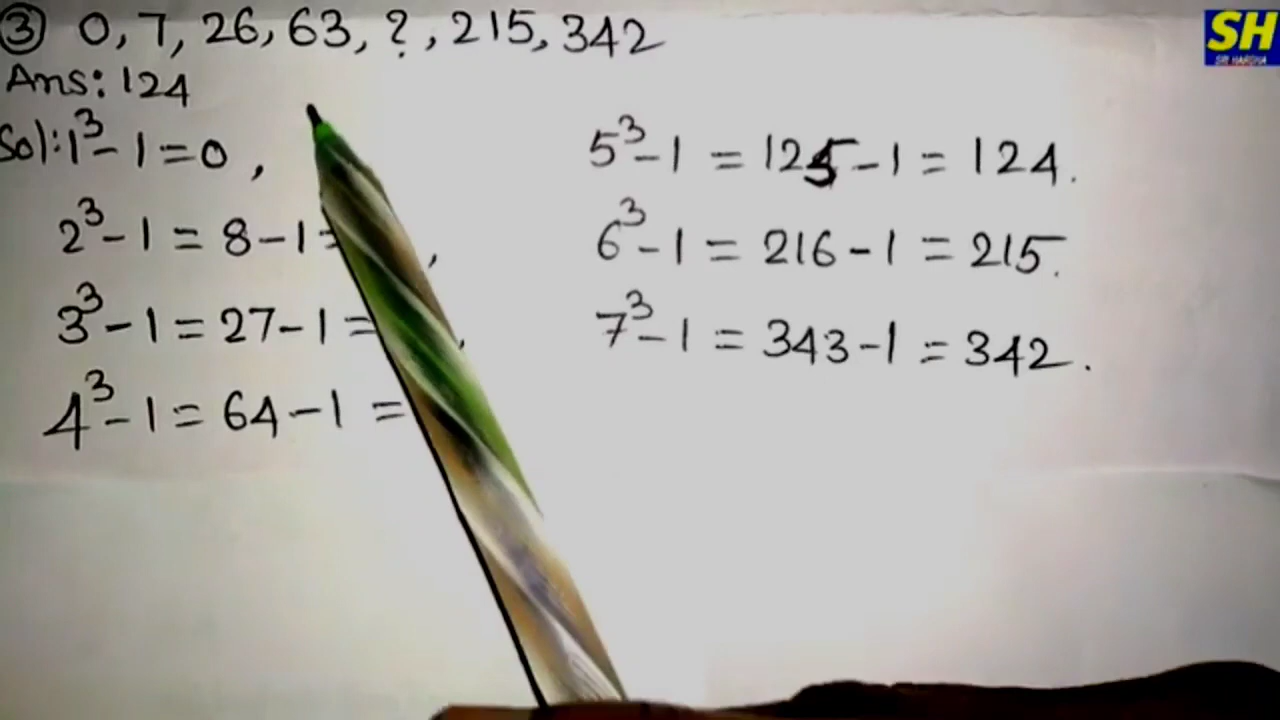 ③ 0, 7, 26, 63, ?, 215, 342
Ans: 124
Sol: 1³-1=0,
2³-1=8-1=,
3³-1=27-1=,
4³-1=64-1=
5³-1=125-1=124.
6³-1=216-1=215.
7³-1=343-1=342.
SH
SRI HARSHA